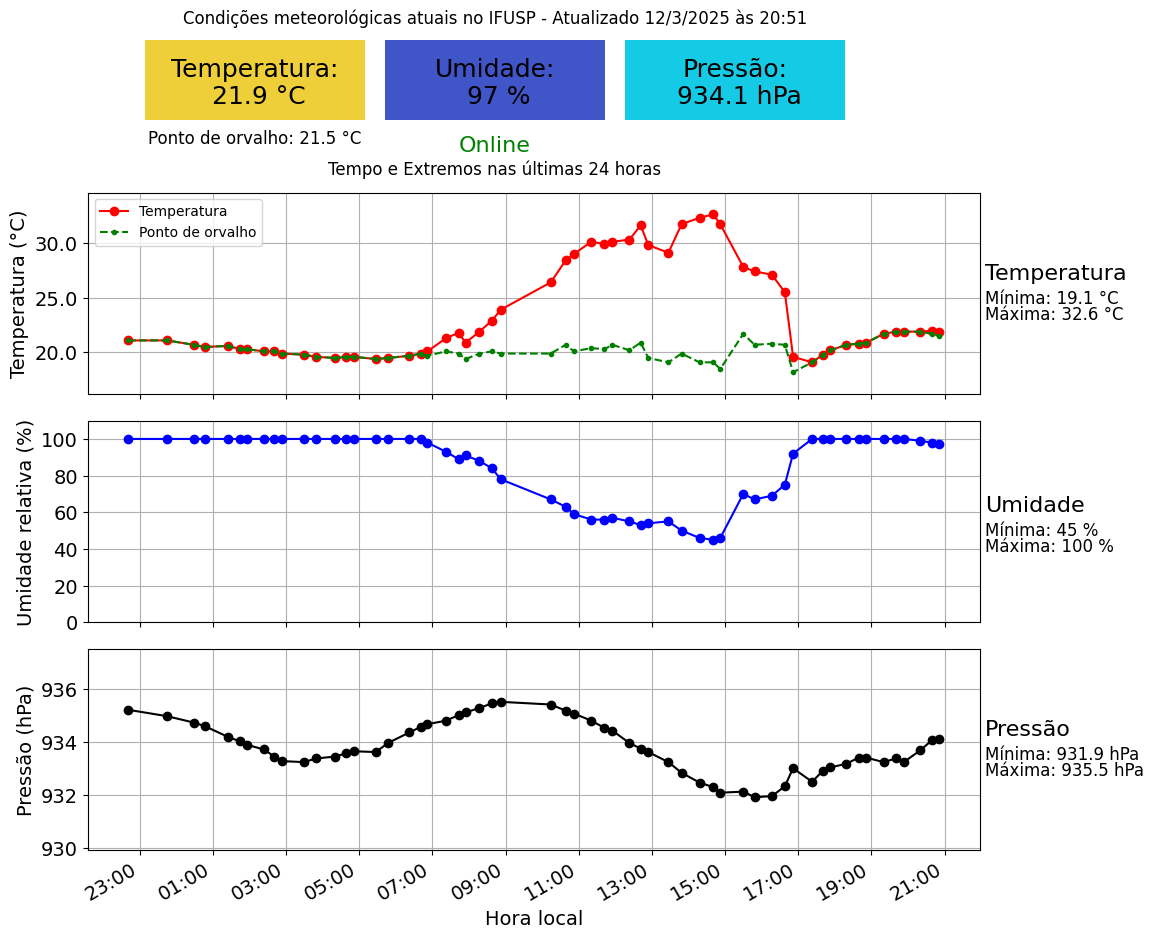 Condições meteorológicas atuais no IFUSP - Atualizado 12/3/2025 às 20:51
Temperatura:
21.9 °C
Umidade:
97 %
Pressão:
934.1 hPa
Ponto de orvalho: 21.5 °C
Online
Tempo e Extremos nas últimas 24 horas
Temperatura (°C)
30.0
25.0
20.0
Temperatura
Ponto de orvalho
Temperatura
Mínima: 19.1 °C
Máxima: 32.6 °C
Umidade relativa (%)
100
80
60
40
20
0
Umidade
Mínima: 45 %
Máxima: 100 %
Pressão (hPa)
936
934
932
930
Pressão
Mínima: 931.9 hPa
Máxima: 935.5 hPa
23:00 01:00 03:00 05:00 07:00 09:00 11:00 13:00 15:00 17:00 19:00 21:00
Hora local